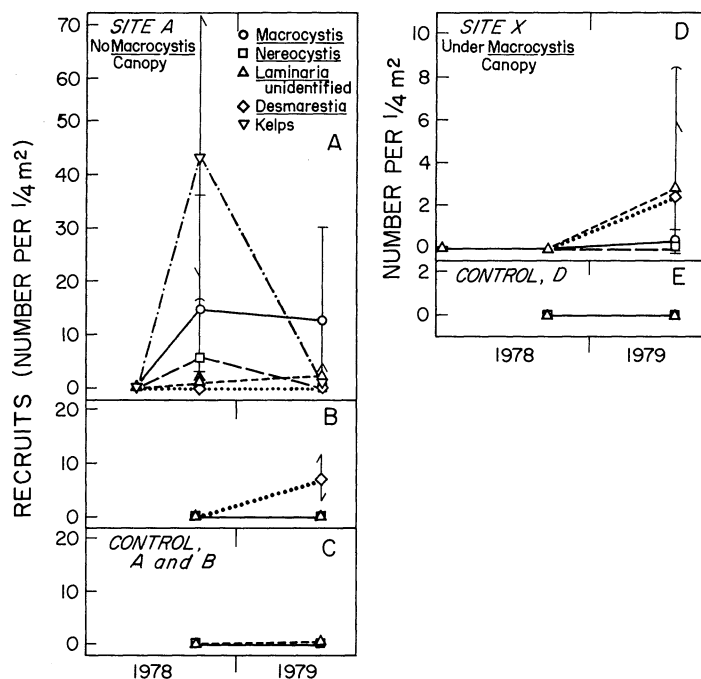 RECRUITS (NUMBER PER 1/4 m²)
SITE A
No Macrocystis
Canopy
Macrocystis
Nereocystis
Laminaria
unidentified
Desmarestia
Kelps
A
70
60
50
40
30
20
10
0
B
20
10
0
CONTROL,
A and B
C
20
10
0
1978
1979
NUMBER PER 1/4 m²
SITE X
Under Macrocystis
Canopy
D
10
8
6
4
2
0
CONTROL, D
E
2
0
1978
1979